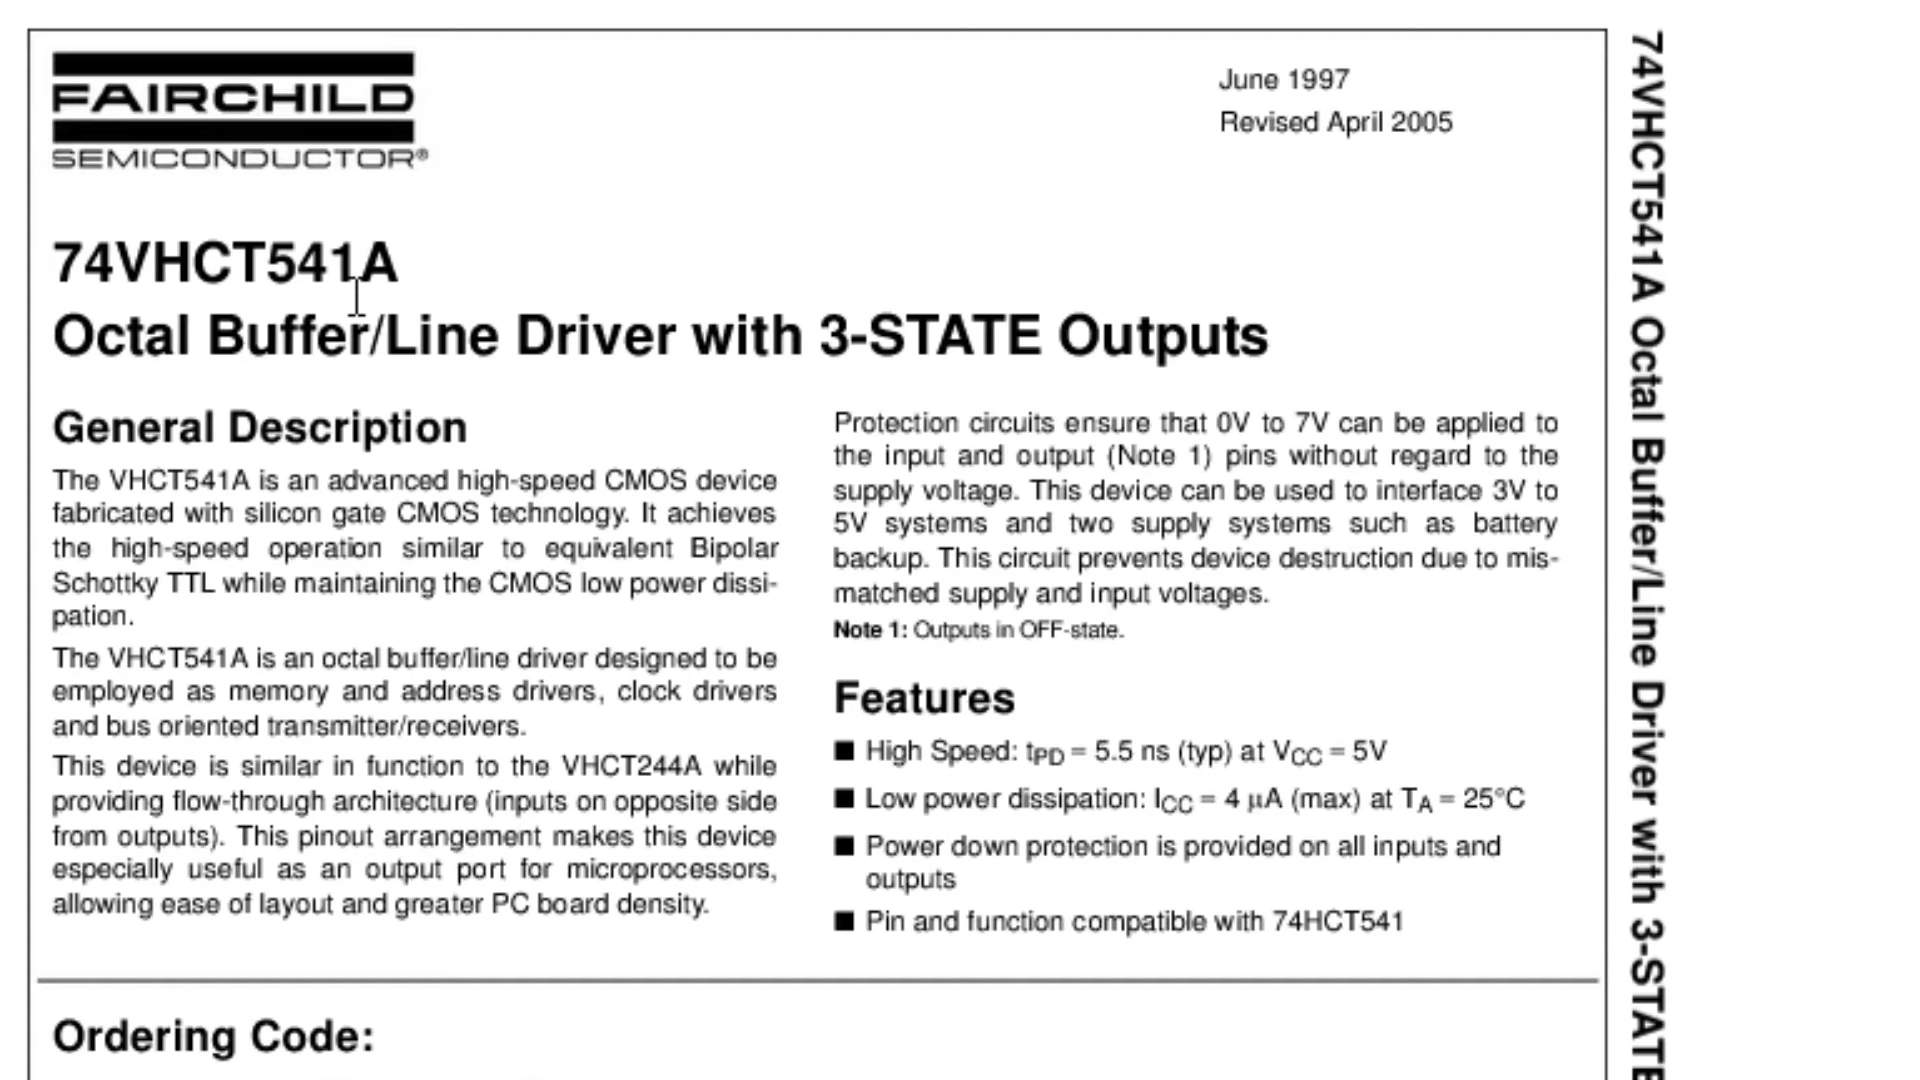 FAIRCHILD
SEMICONDUCTOR®
June 1997
Revised April 2005
74VHCT541A
Octal Buffer/Line Driver with 3-STATE Outputs
General Description
The VHCT541A is an advanced high-speed CMOS device
fabricated with silicon gate CMOS technology. It achieves
the high-speed operation similar to equivalent Bipolar
Schottky TTL while maintaining the CMOS low power dissi-
pation.
The VHCT541A is an octal buffer/line driver designed to be
employed as memory and address drivers, clock drivers
and bus oriented transmitter/receivers.
This device is similar in function to the VHCT244A while
providing flow-through architecture (inputs on opposite side
from outputs). This pinout arrangement makes this device
especially useful as an output port for microprocessors,
allowing ease of layout and greater PC board density.
Protection circuits ensure that 0V to 7V can be applied to
the input and output (Note 1) pins without regard to the
supply voltage. This device can be used to interface 3V to
5V systems and two supply systems such as battery
backup. This circuit prevents device destruction due to mis-
matched supply and input voltages.
Note 1: Outputs in OFF-state.
Features
■ High Speed: tPD = 5.5 ns (typ) at VCC = 5V
■ Low power dissipation: ICC = 4 μA (max) at TA = 25°C
■ Power down protection is provided on all inputs and
outputs
■ Pin and function compatible with 74HCT541
Ordering Code:
74VHCT541A Octal Buffer/Line Driver with 3-STATE